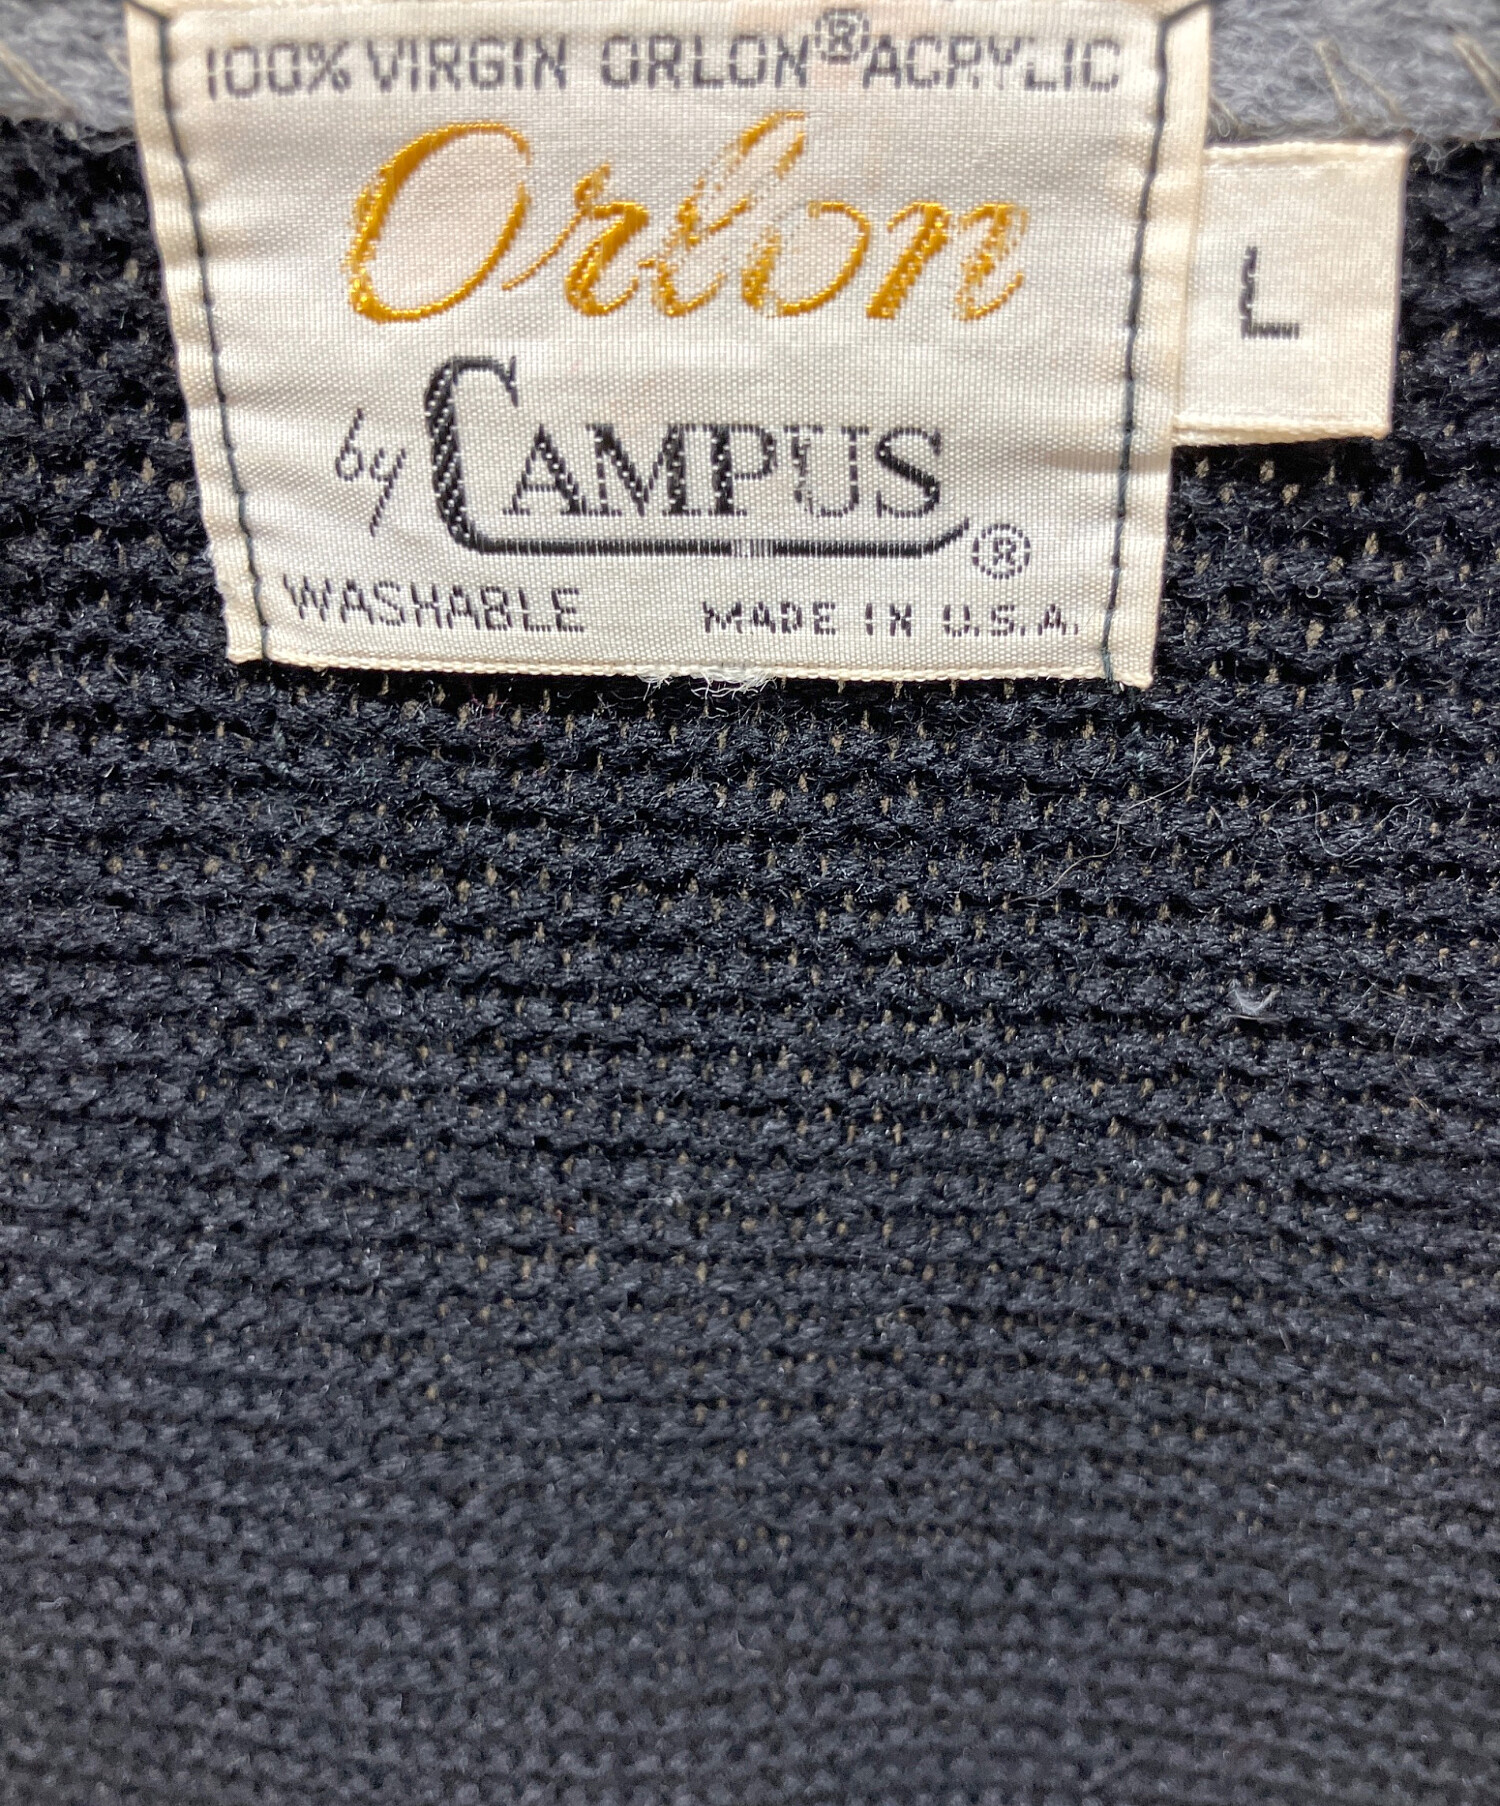 100% VIRGIN ORLON® ACRYLIC
Orlon
by CAMPUS®
WASHABLE MADE IN U.S.A.
L